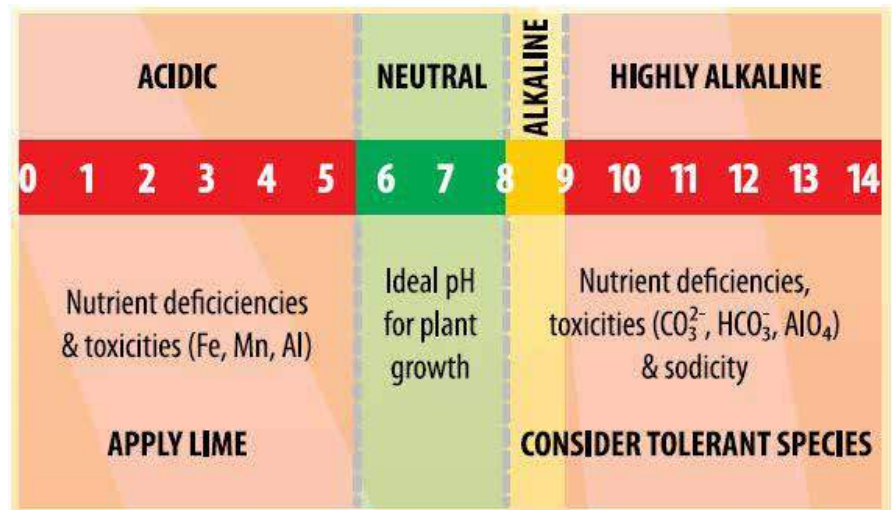 ACIDIC
NEUTRAL
ALKALINE
HIGHLY ALKALINE
0 1 2 3 4 5 6 7 8 9 10 11 12 13 14
Nutrient deficiciencies
& toxicities (Fe, Mn, Al)
Ideal pH
for plant
growth
Nutrient deficiencies,
toxicities (CO₃²⁻, HCO₃⁻, AlO₄)
& sodicity
APPLY LIME
CONSIDER TOLERANT SPECIES